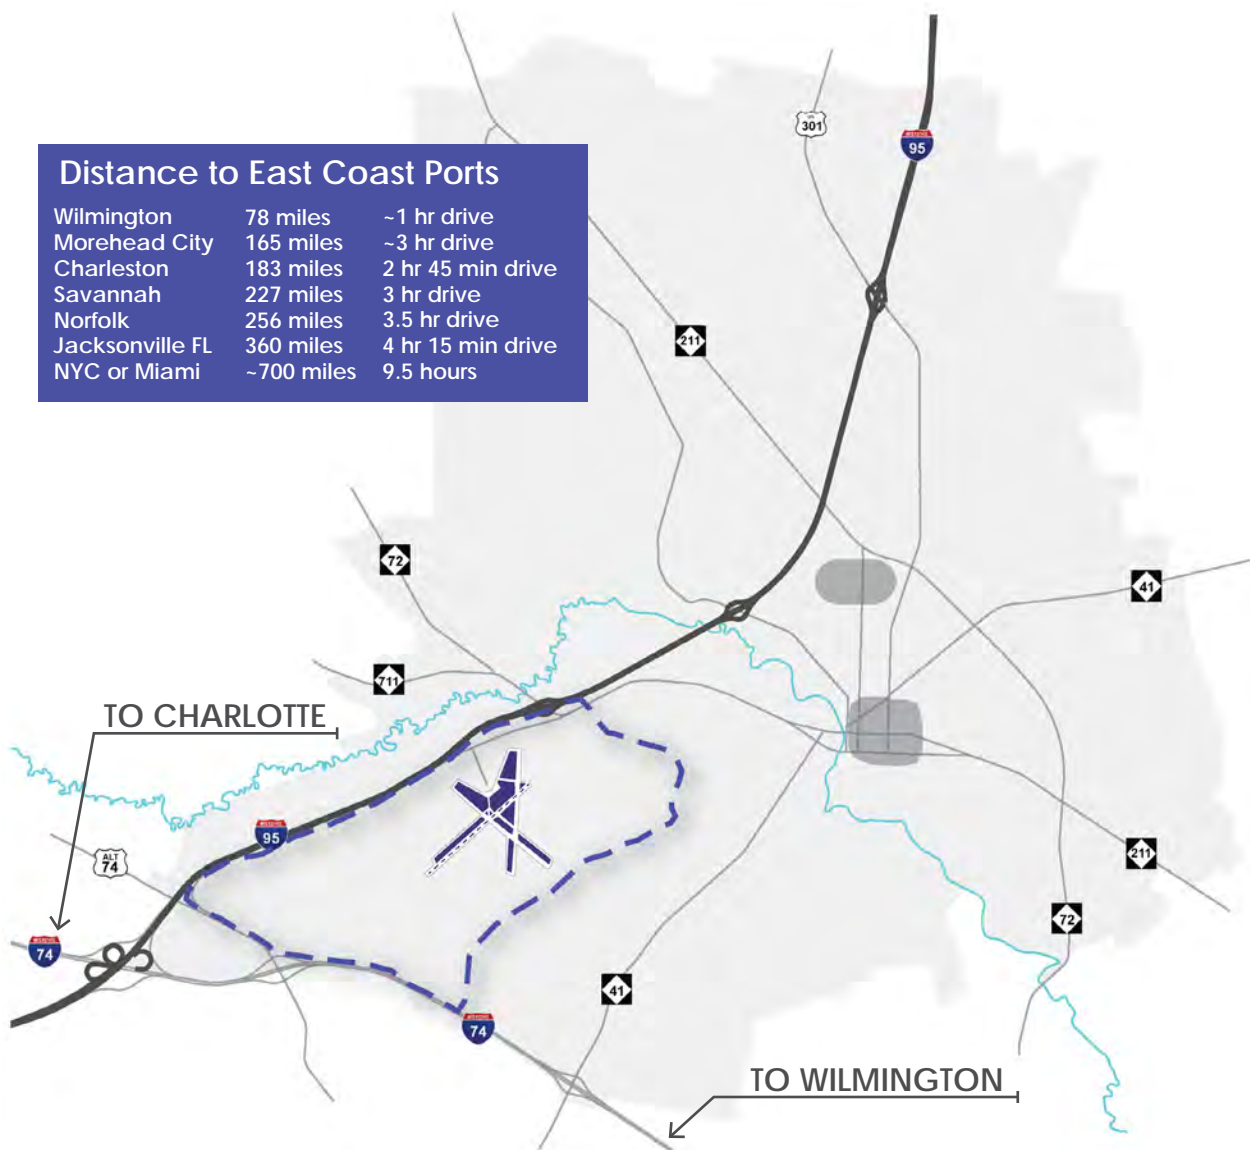 301
95
Distance to East Coast Ports
Wilmington 78 miles ~1 hr drive
Morehead City 165 miles ~3 hr drive
Charleston 183 miles 2 hr 45 min drive
Savannah 227 miles 3 hr drive
Norfolk 256 miles 3.5 hr drive
Jacksonville FL 360 miles 4 hr 15 min drive
NYC or Miami ~700 miles 9.5 hours
211
72
41
711
TO CHARLOTTE
95
ALT
74
211
72
74
41
74
TO WILMINGTON